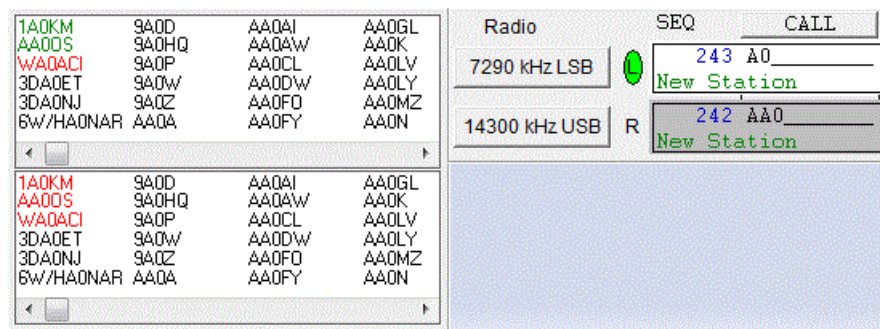 1A0KM 9A0D AA0AI AA0GL
AA0OS 9A0HQ AA0AW AA0K
WA0ACI 9A0P AA0CL AA0LV
3DA0ET 9A0W AA0DW AA0LY
3DA0NJ 9A0Z AA0FO AA0MZ
6W/HA0NAR AA0A AA0FY AA0N
1A0KM 9A0D AA0AI AA0GL
AA0OS 9A0HQ AA0AW AA0K
WA0ACI 9A0P AA0CL AA0LV
3DA0ET 9A0W AA0DW AA0LY
3DA0NJ 9A0Z AA0FO AA0MZ
6W/HA0NAR AA0A AA0FY AA0N
Radio SEQ CALL
7290 kHz LSB L 243 A0
New Station
14300 kHz USB R 242 AA0
New Station